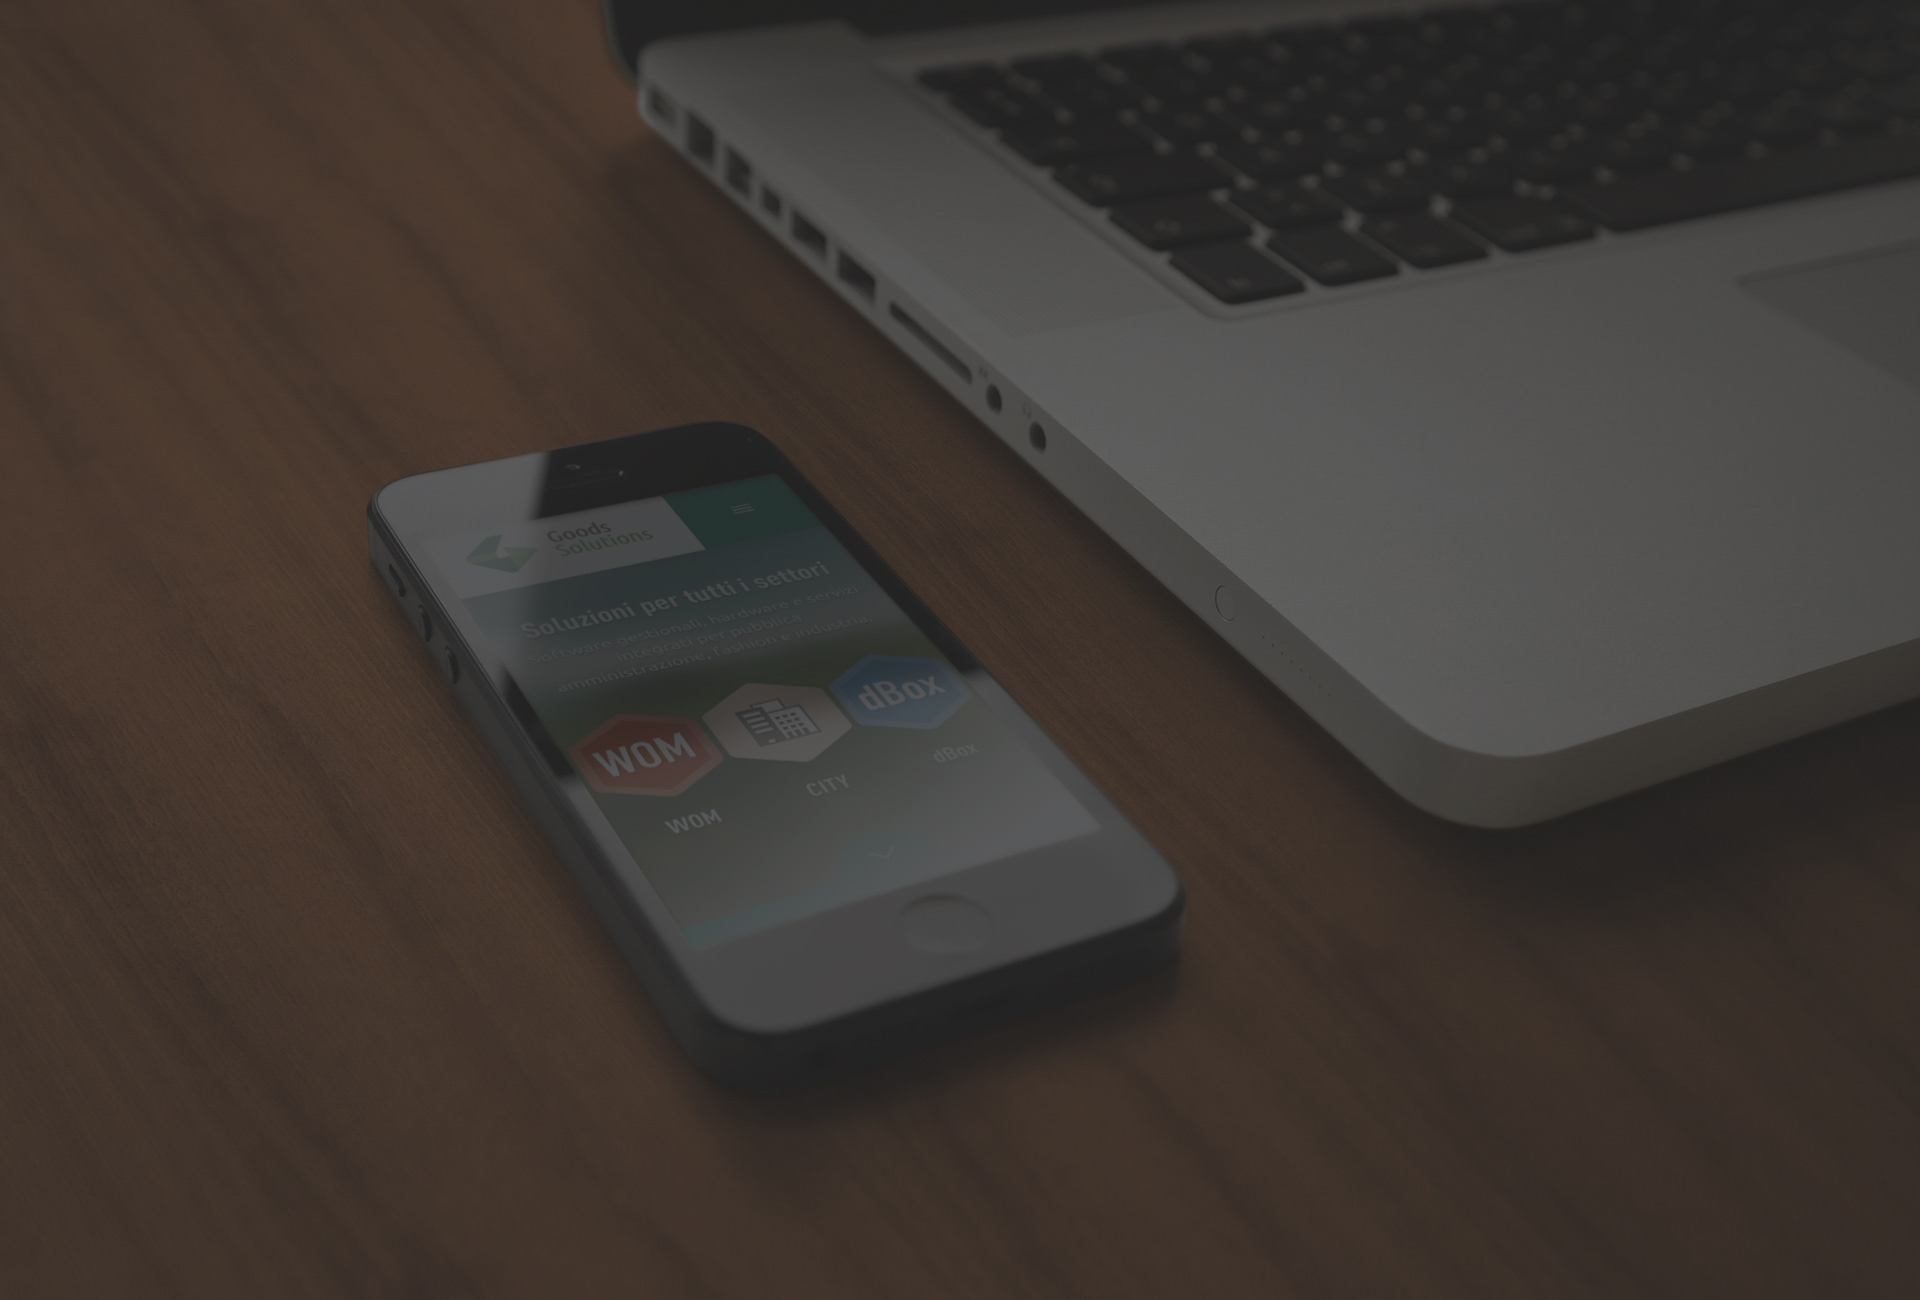 Goods
Solutions
Soluzioni per tutti i settori
Software gestionali, hardware e servizi
integrati per pubblica
amministrazione, fashion e industria.
WOM
dBox
WOM
CITY
dBox